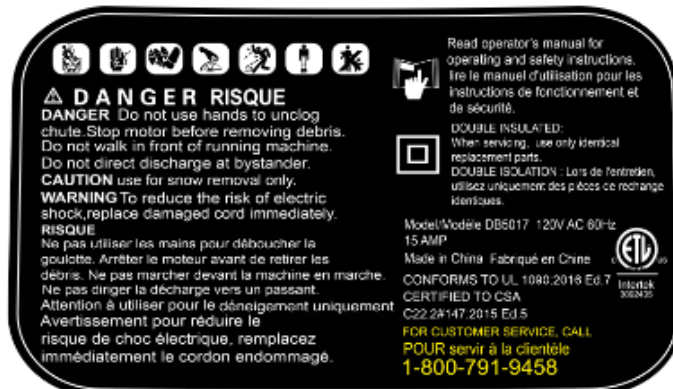 ⚠ DANGER RISQUE
DANGER Do not use hands to unclog
chute.Stop motor before removing debris.
Do not walk in front of running machine.
Do not direct discharge at bystander.
CAUTION use for snow removal only.
WARNING To reduce the risk of electric
shock,replace damaged cord immediately.
RISQUE
Ne pas utiliser les mains pour déboucher la
goulotte. Arrêter le moteur avant de retirer les
débris. Ne pas marcher devant la machine en marche.
Ne pas diriger la décharge vers un passant.
Attention à utiliser pour le déneigement uniquement
Avertissement pour réduire le
risque de choc électrique, remplacez
immédiatement le cordon endommagé.
Read operator's manual for
operating and safety instructions.
lire le manuel d'utilisation pour les
instructions de fonctionnement et
de sécurité.
DOUBLE INSULATED:
When servicing, use only identical
replacement parts.
DOUBLE ISOLATION : Lors de l'entretien,
utilisez uniquement des pièces de rechange
identiques.
Model/Modèle DB5017 120V AC 60Hz
15 AMP
Made in China Fabriqué en Chine
CONFORMS TO UL 1090:2016 Ed.7
CERTIFIED TO CSA
C22.2#147:2015 Ed.5
c ETL us
Intertek
3002435
FOR CUSTOMER SERVICE, CALL
POUR servir à la clientèle
1-800-791-9458